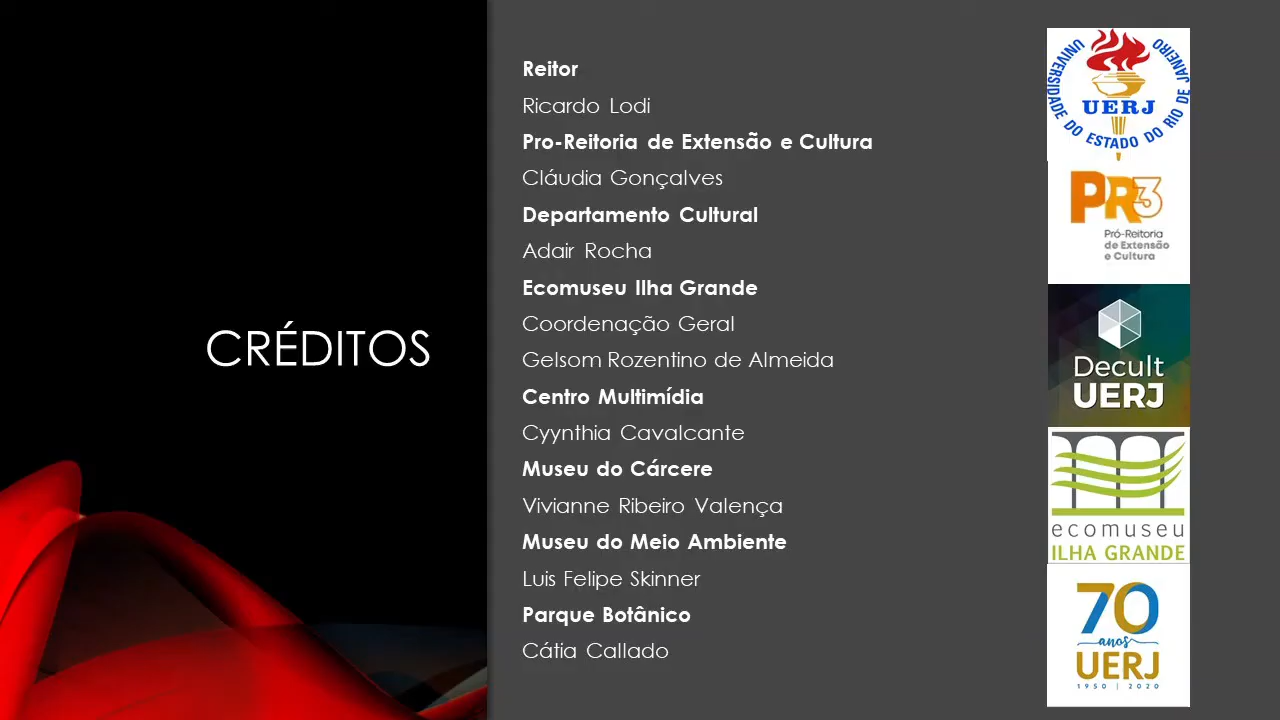 CRÉDITOS
Reitor
Ricardo Lodi
Pro-Reitoria de Extensão e Cultura
Cláudia Gonçalves
Departamento Cultural
Adair Rocha
Ecomuseu Ilha Grande
Coordenação Geral
Gelsom Rozentino de Almeida
Centro Multimídia
Cyynthia Cavalcante
Museu do Cárcere
Vivianne Ribeiro Valença
Museu do Meio Ambiente
Luis Felipe Skinner
Parque Botânico
Cátia Callado
UNIVERSIDADE DO ESTADO DO RIO DE JANEIRO
UERJ
PR3
Pró-Reitoria
de Extensão
e Cultura
Decult
UERJ
ecomuseu
ILHA GRANDE
70
anos
UERJ
1950 | 2020